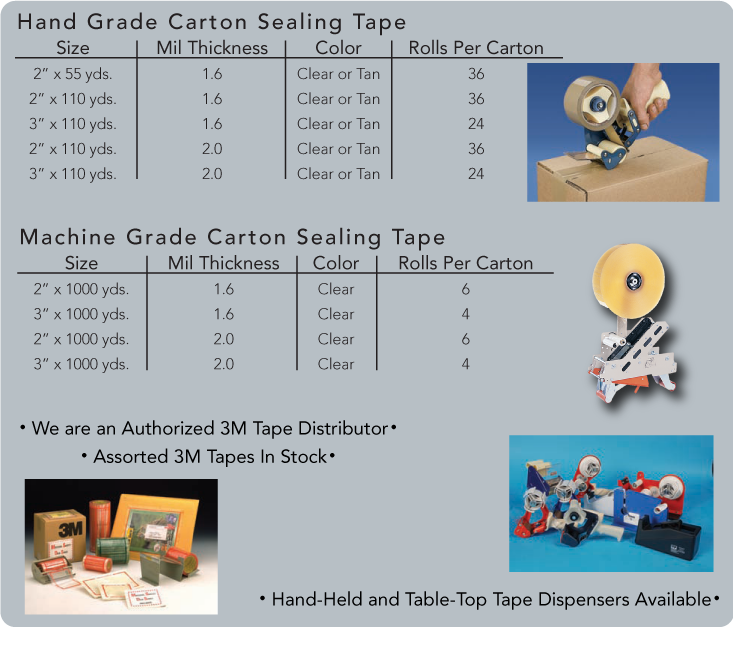 Hand Grade Carton Sealing Tape
Size Mil Thickness Color Rolls Per Carton
2” x 55 yds. 1.6 Clear or Tan 36
2” x 110 yds. 1.6 Clear or Tan 36
3” x 110 yds. 1.6 Clear or Tan 24
2” x 110 yds. 2.0 Clear or Tan 36
3” x 110 yds. 2.0 Clear or Tan 24
Machine Grade Carton Sealing Tape
Size Mil Thickness Color Rolls Per Carton
2” x 1000 yds. 1.6 Clear 6
3” x 1000 yds. 1.6 Clear 4
2” x 1000 yds. 2.0 Clear 6
3” x 1000 yds. 2.0 Clear 4
• We are an Authorized 3M Tape Distributor•
• Assorted 3M Tapes In Stock•
3M
• Hand-Held and Table-Top Tape Dispensers Available•